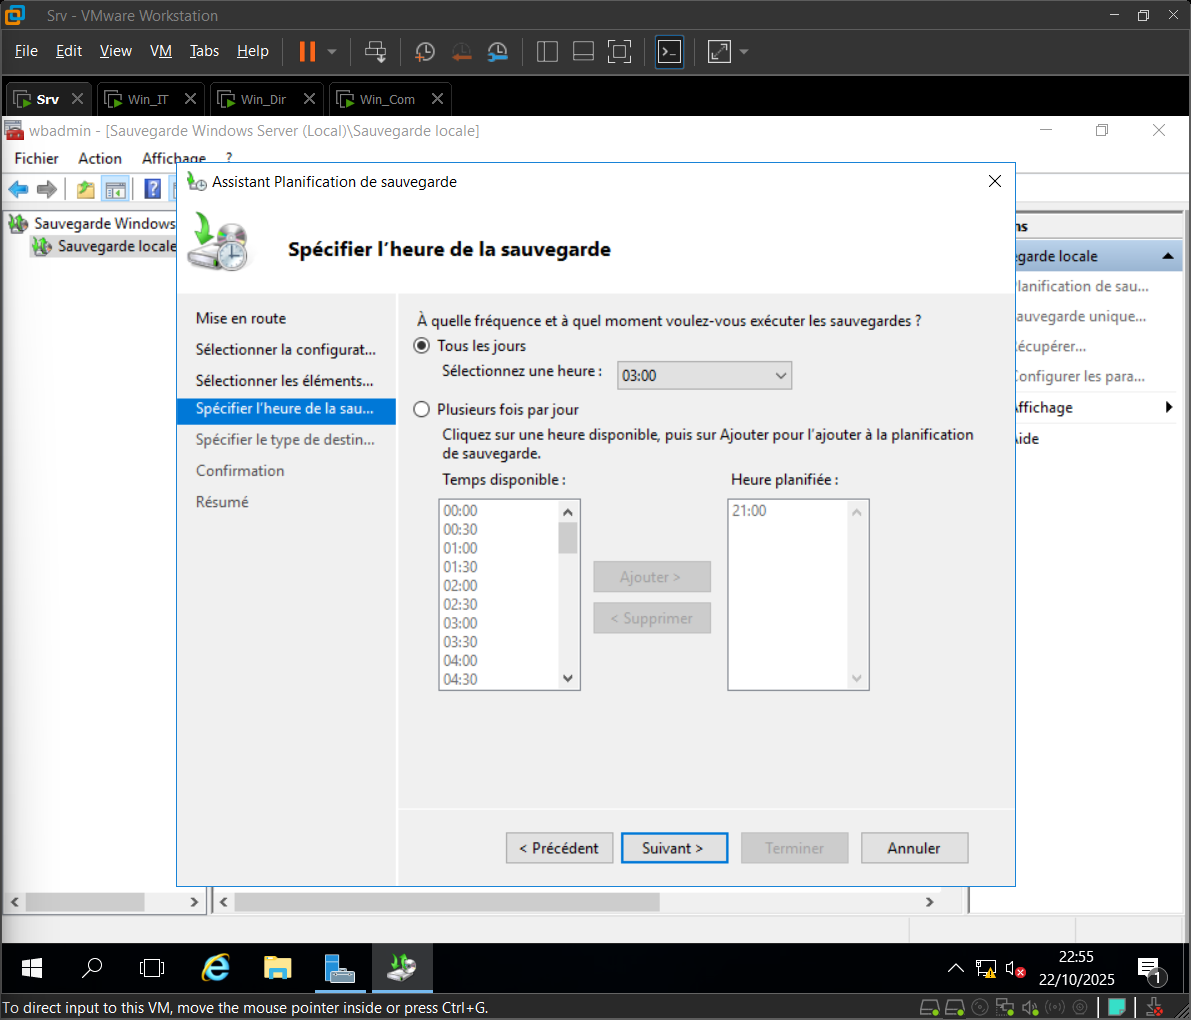 Srv - VMware Workstation
File Edit View VM Tabs Help
Srv Win_IT Win_Dir Win_Com
wbadmin - [Sauvegarde Windows Server (Local)\Sauvegarde locale]
Fichier Action Affichage ?
Assistant Planification de sauvegarde
Sauvegarde Windows
Sauvegarde locale
Spécifier l'heure de la sauvegarde
Mise en route
Sélectionner la configurat...
Sélectionner les éléments...
Spécifier l'heure de la sau...
Spécifier le type de destin...
Confirmation
Résumé
À quelle fréquence et à quel moment voulez-vous exécuter les sauvegardes ?
Tous les jours
Sélectionnez une heure : 03:00
Plusieurs fois par jour
Cliquez sur une heure disponible, puis sur Ajouter pour l'ajouter à la planification
de sauvegarde.
Temps disponible : Heure planifiée :
00:00
00:30
01:00
01:30
02:00
02:30
03:00
03:30
04:00
04:30
Ajouter >
< Supprimer
21:00
< Précédent Suivant > Terminer Annuler
ns
egarde locale
lanification de sau...
auvegarde unique...
écupérer...
onfigurer les para...
ffichage
ide
22:55
22/10/2025
1
To direct input to this VM, move the mouse pointer inside or press Ctrl+G.